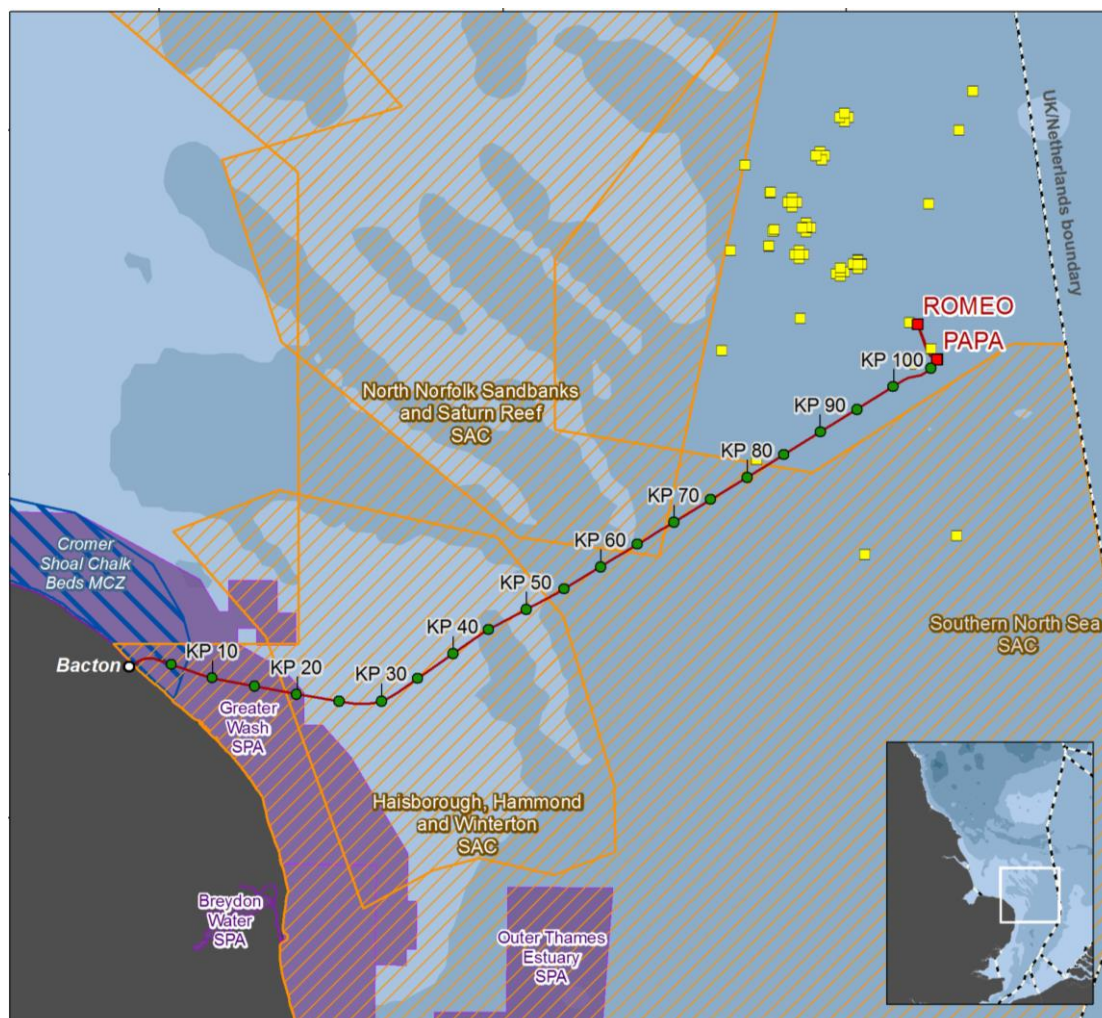 UK/Netherlands boundary
ROMEO
PAPA
KP 100
KP 90
North Norfolk Sandbanks
and Saturn Reef
SAC
KP 80
KP 70
KP 60
Cromer
Shoal Chalk
Beds MCZ
KP 50
KP 40
Southern North Sea
SAC
Bacton
KP 10
KP 20
KP 30
Greater
Wash
SPA
Haisborough, Hammond
and Winterton
SAC
Breydon
Water
SPA
Outer Thames
Estuary
SPA